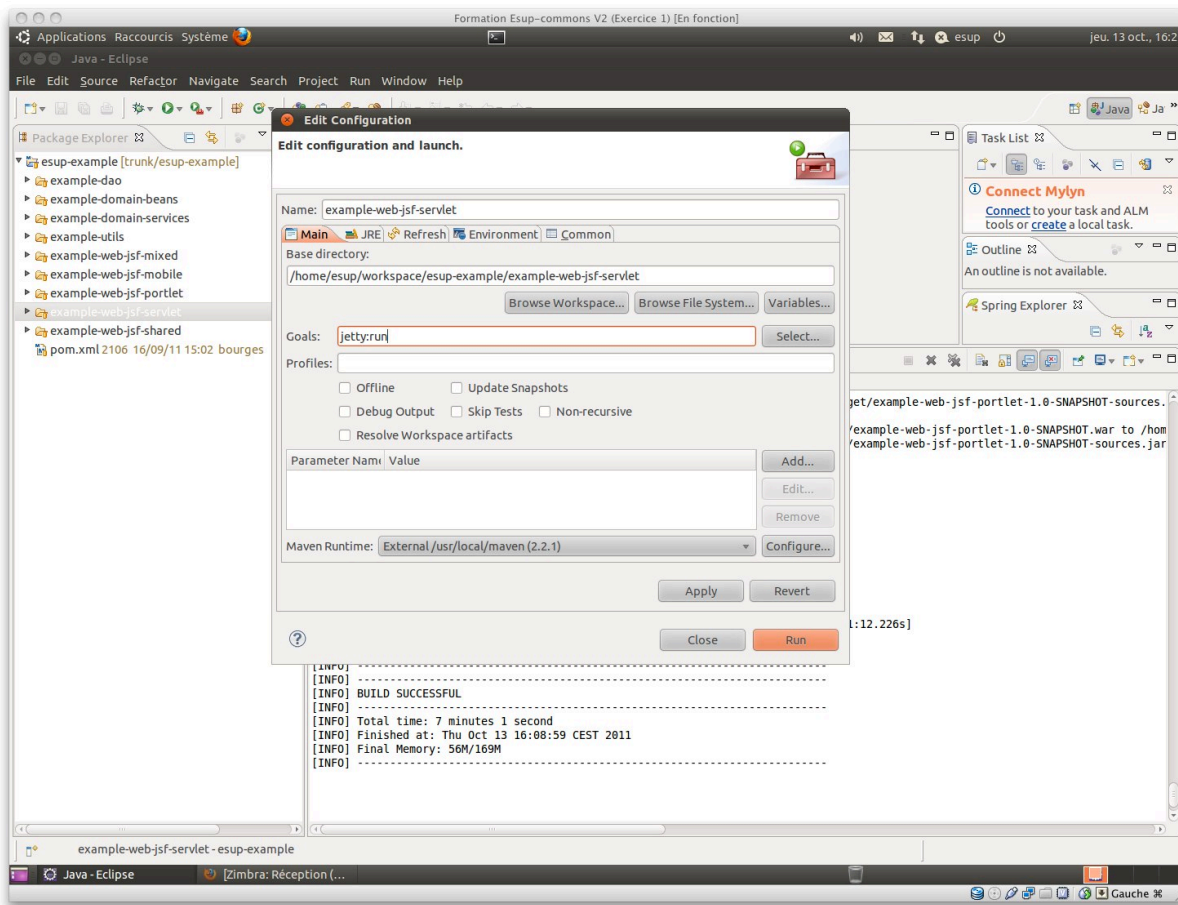 Formation Esup-commons V2 (Exercice 1) [En fonction]
Applications Raccourcis Système
esup
jeu. 13 oct., 16:2
Java - Eclipse
File Edit Source Refactor Navigate Search Project Run Window Help
Java
Ja
Package Explorer
esup-example [trunk/esup-example]
example-dao
example-domain-beans
example-domain-services
example-utils
example-web-jsf-mixed
example-web-jsf-mobile
example-web-jsf-portlet
example-web-jsf-servlet
example-web-jsf-shared
pom.xml 2106 16/09/11 15:02 bourges
Edit Configuration
Edit configuration and launch.
Name: example-web-jsf-servlet
Main JRE Refresh Environment Common
Base directory:
/home/esup/workspace/esup-example/example-web-jsf-servlet
Browse Workspace... Browse File System... Variables...
Goals: jetty:run Select...
Profiles:
Offline Update Snapshots
Debug Output Skip Tests Non-recursive
Resolve Workspace artifacts
Parameter Name Value
Add...
Edit...
Remove
Maven Runtime: External /usr/local/maven (2.2.1) Configure...
Apply Revert
Close Run
Task List
Connect Mylyn
Connect to your task and ALM
tools or create a local task.
Outline
An outline is not available.
Spring Explorer
get/example-web-jsf-portlet-1.0-SNAPSHOT-sources.
/example-web-jsf-portlet-1.0-SNAPSHOT.war to /hom
/example-web-jsf-portlet-1.0-SNAPSHOT-sources.jar
1:12.226s]
[INFO] ------------------------------------------------------------------------
[INFO] ------------------------------------------------------------------------
[INFO] BUILD SUCCESSFUL
[INFO] ------------------------------------------------------------------------
[INFO] Total time: 7 minutes 1 second
[INFO] Finished at: Thu Oct 13 16:08:59 CEST 2011
[INFO] Final Memory: 56M/169M
[INFO] ------------------------------------------------------------------------
example-web-jsf-servlet - esup-example
Java - Eclipse
[Zimbra: Réception (...
Gauche ⌘